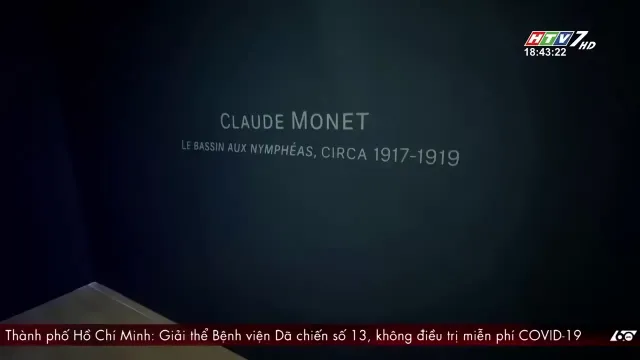 HTV7 HD
18:43:22
CLAUDE MONET
LE BASSIN AUX NYMPHÉAS, CIRCA 1917-1919
Thành phố Hồ Chí Minh: Giải thể Bệnh viện Dã chiến số 13, không điều trị miễn phí COVID-19